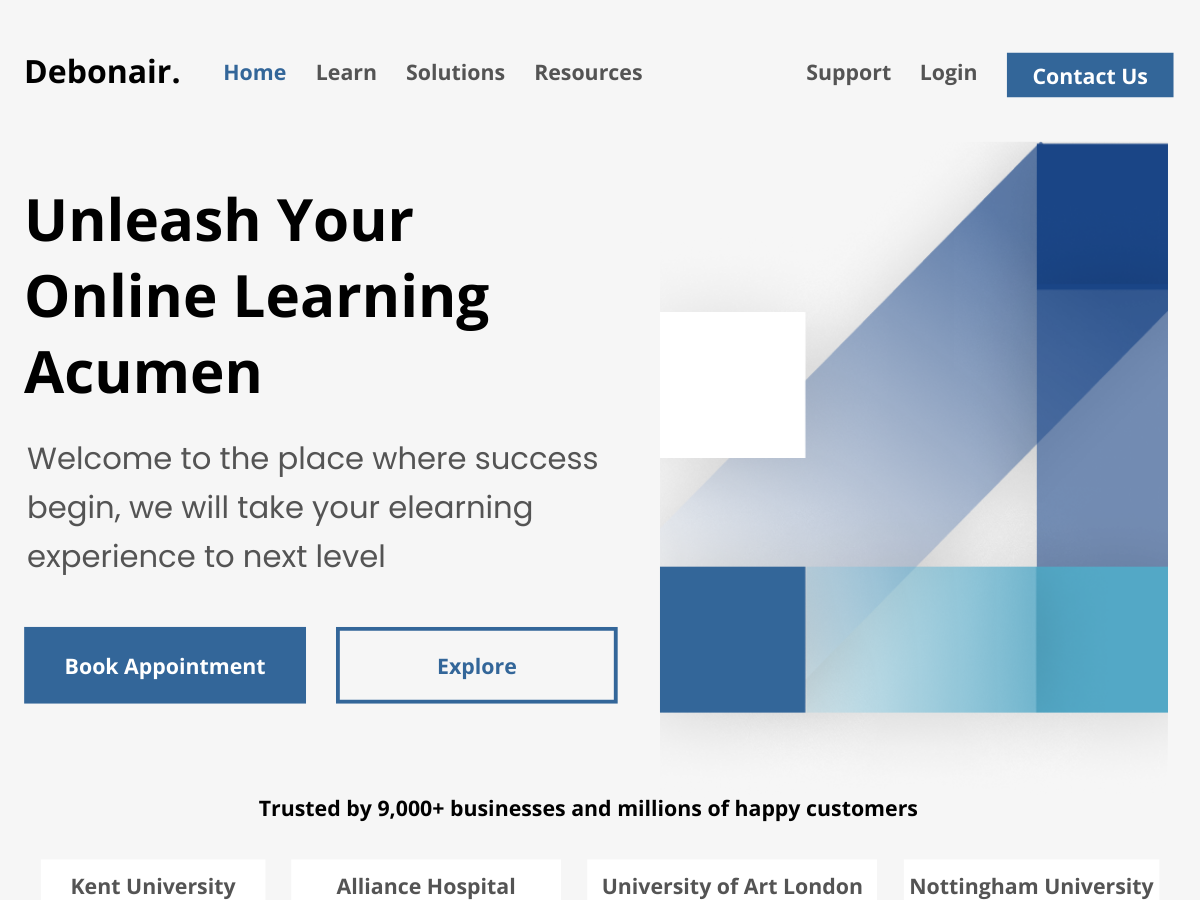 Debonair. Home Learn Solutions Resources Support Login Contact Us
Unleash Your
Online Learning
Acumen
Welcome to the place where success
begin, we will take your elearning
experience to next level
Book Appointment Explore
Trusted by 9,000+ businesses and millions of happy customers
Kent University Alliance Hospital University of Art London Nottingham University